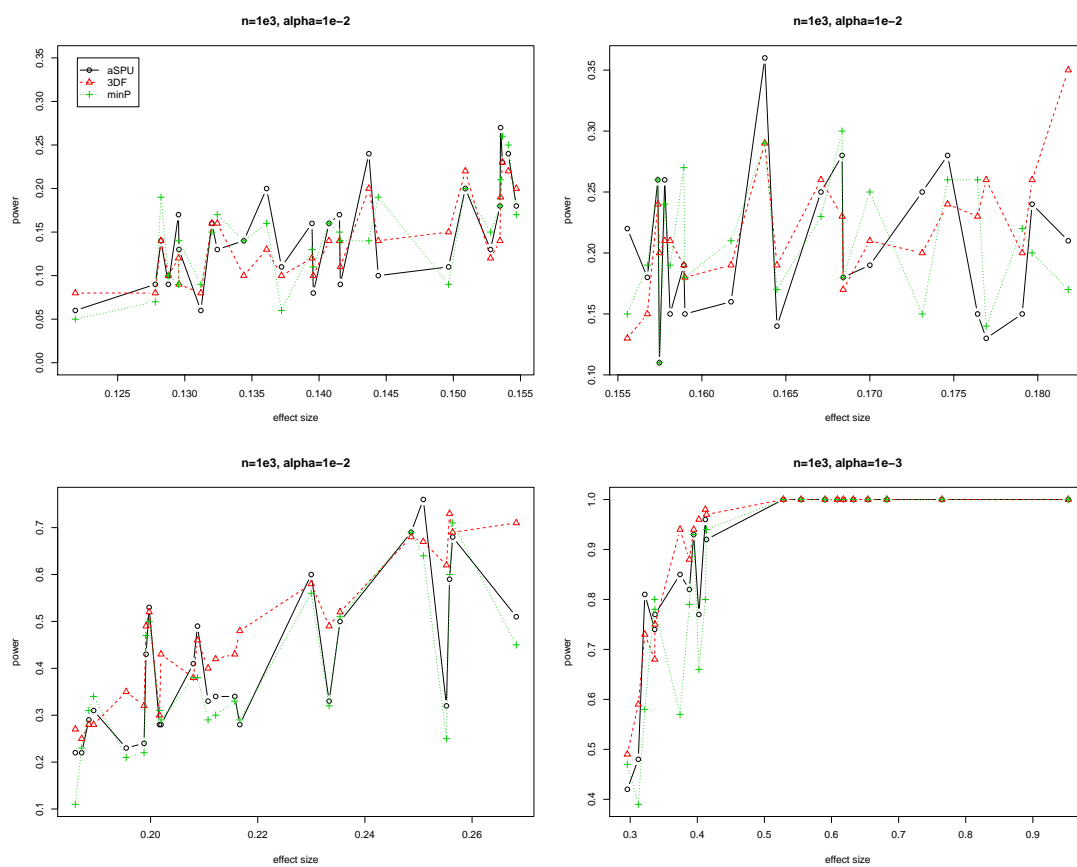 n=1e3, alpha=1e-2
power
0.00 0.05 0.10 0.15 0.20 0.25 0.30 0.35
aSPU
3DF
minP
0.125 0.130 0.135 0.140 0.145 0.150 0.155
effect size
n=1e3, alpha=1e-2
power
0.10 0.15 0.20 0.25 0.30 0.35
0.155 0.160 0.165 0.170 0.175 0.180
effect size
n=1e3, alpha=1e-2
power
0.1 0.2 0.3 0.4 0.5 0.6 0.7
0.20 0.22 0.24 0.26
effect size
n=1e3, alpha=1e-3
power
0.4 0.5 0.6 0.7 0.8 0.9 1.0
0.3 0.4 0.5 0.6 0.7 0.8 0.9
effect size